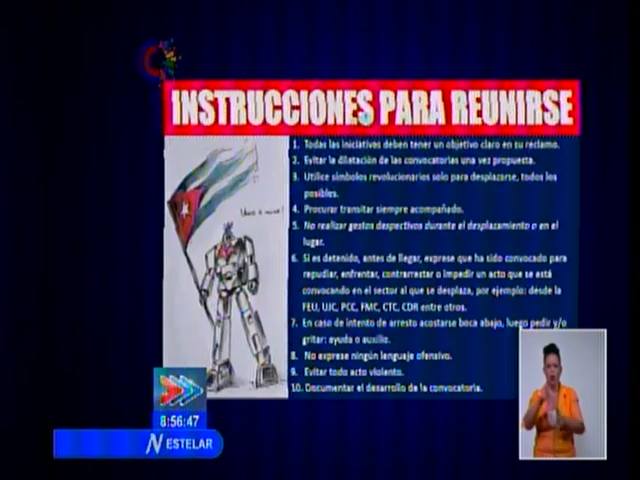 INSTRUCCIONES PARA REUNIRSE
1. Todas las iniciativas deben tener un objetivo claro en su reclamo.
2. Evitar la dilatación de las convocatorias una vez propuesta.
3. Utilice símbolos revolucionarios solo para desplazarse, todos los
posibles.
4. Procurar transitar siempre acompañado.
5. No realizar gestos despectivos durante el desplazamiento o en el
lugar.
6. Si es detenido, antes de llegar, exprese que ha sido convocado para
repudiar, enfrentar, contrarrestar o impedir un acto que se está
convocando en el sector al que se desplaza, por ejemplo: desde la
FEU, UJC, PCC, FMC, CTC, CDR entre otros.
7. En caso de intento de arresto acostarse boca abajo, luego pedir y/o
gritar: ayuda o auxilio.
8. No exprese ningún lenguaje ofensivo.
9. Evitar todo acto violento.
10. Documentar el desarrollo de la convocatoria.
8:56:47
N ESTELAR